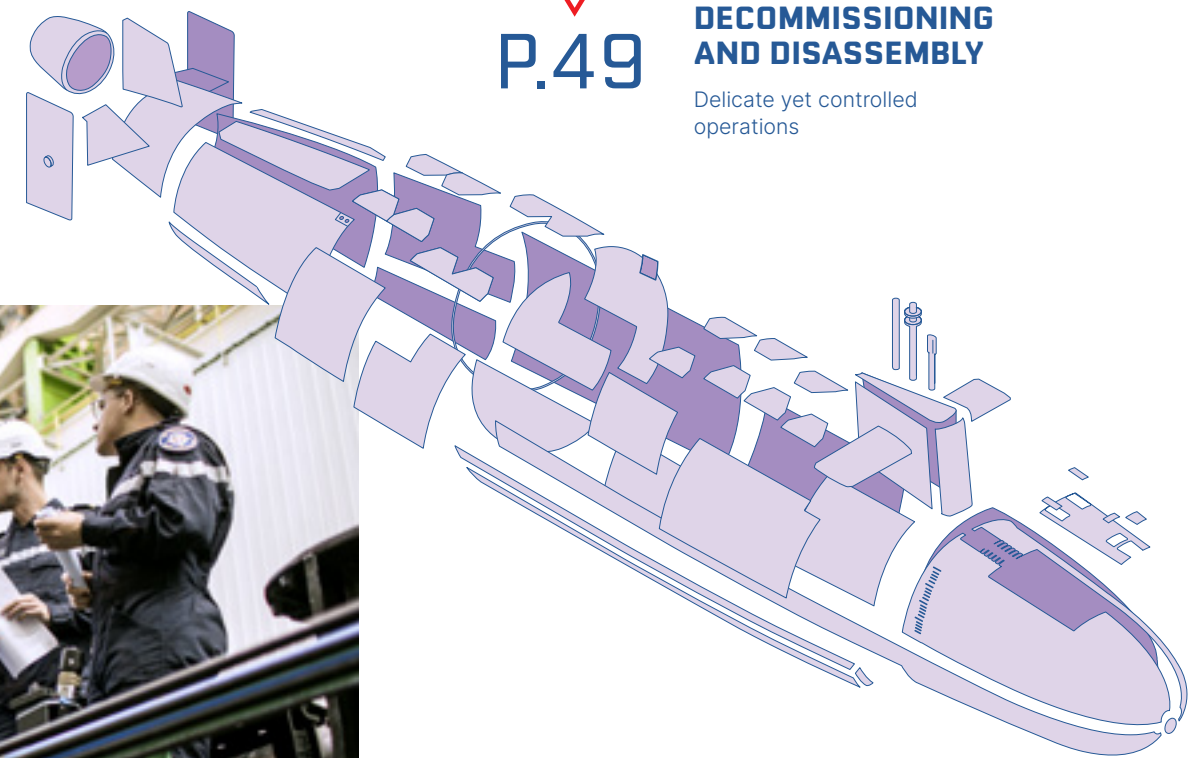 P.49
DECOMMISSIONING
AND DISASSEMBLY
Delicate yet controlled
operations